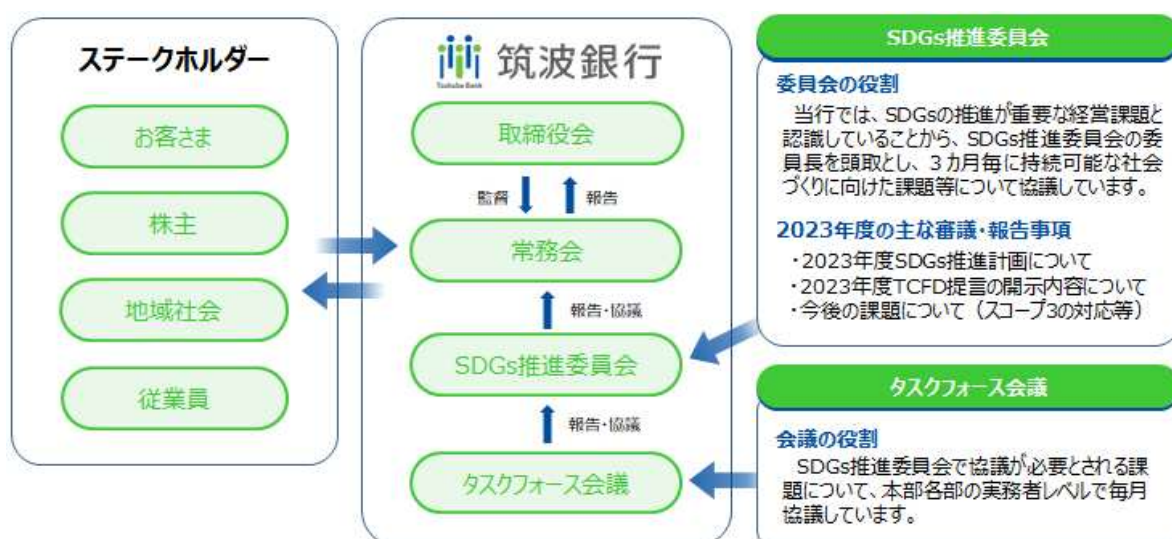 ステークホルダー
お客さま
株主
地域社会
従業員
Tsukuba Bank
筑波銀行
取締役会
監督
報告
常務会
報告・協議
SDGs推進委員会
報告・協議
タスクフォース会議
SDGs推進委員会
委員会の役割
当行では、SDGsの推進が重要な経営課題と
認識していることから、SDGs推進委員会の委
員長を頭取とし、3カ月毎に持続可能な社会
づくりに向けた課題等について協議しています。
2023年度の主な審議・報告事項
・2023年度SDGs推進計画について
・2023年度TCFD提言の開示内容について
・今後の課題について（スコープ3の対応等）
タスクフォース会議
会議の役割
SDGs推進委員会で協議が必要とされる課
題について、本部各部の実務者レベルで毎月
協議しています。